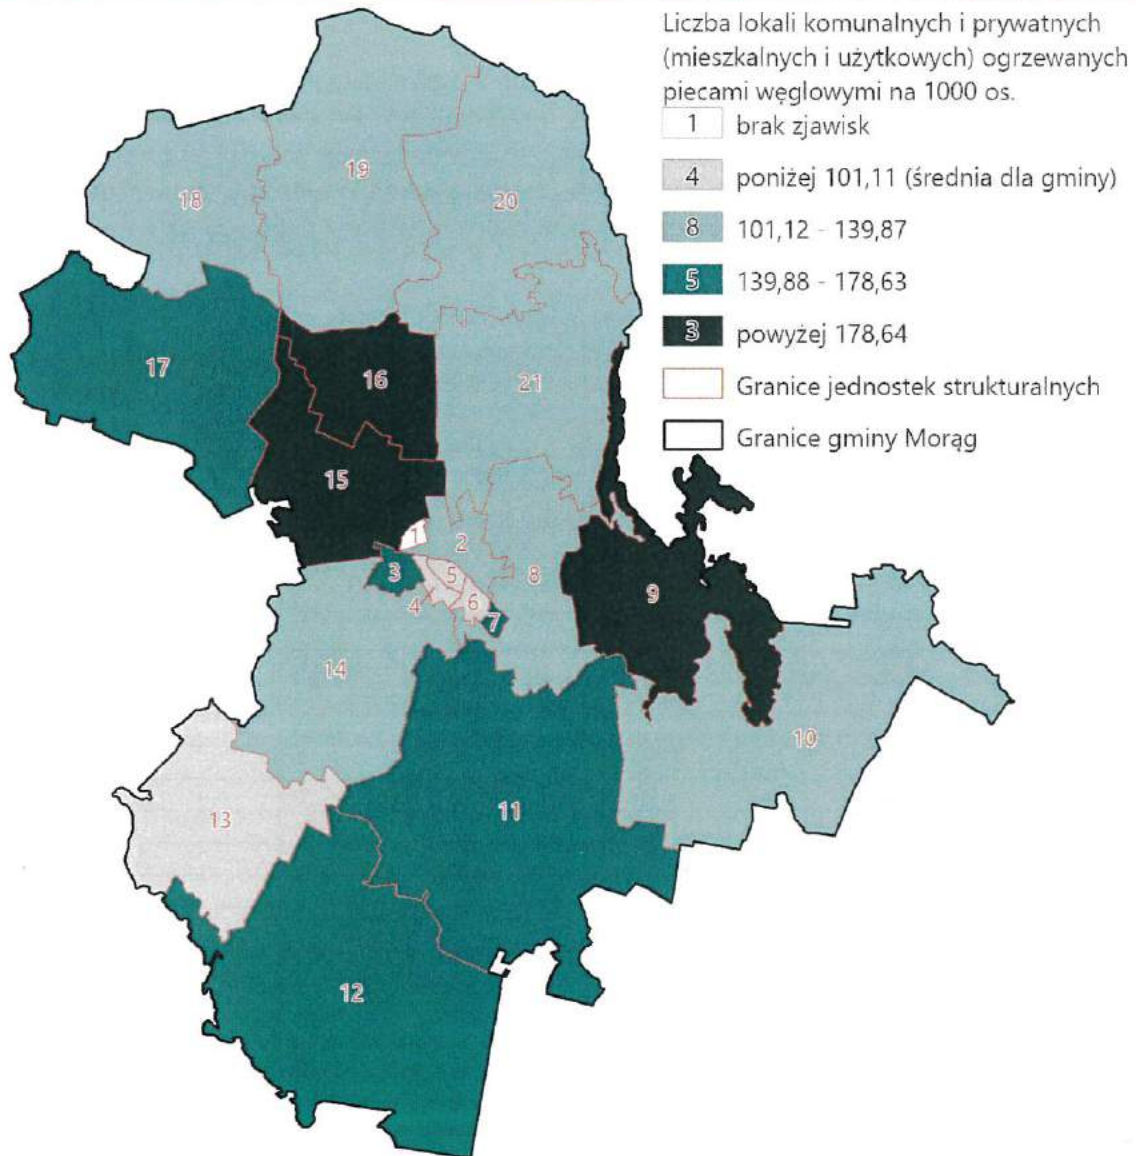 Liczba lokali komunalnych i prywatnych
(mieszkalnych i użytkowych) ogrzewanych
piecami węglowymi na 1000 os.
1 brak zjawisk
4 poniżej 101,11 (średnia dla gminy)
8 101,12 - 139,87
5 139,88 - 178,63
3 powyżej 178,64
Granice jednostek strukturalnych
Granice gminy Morąg
19
18
20
17
16
21
15
1
2
3
5
8
4
6
7
9
14
10
11
13
12